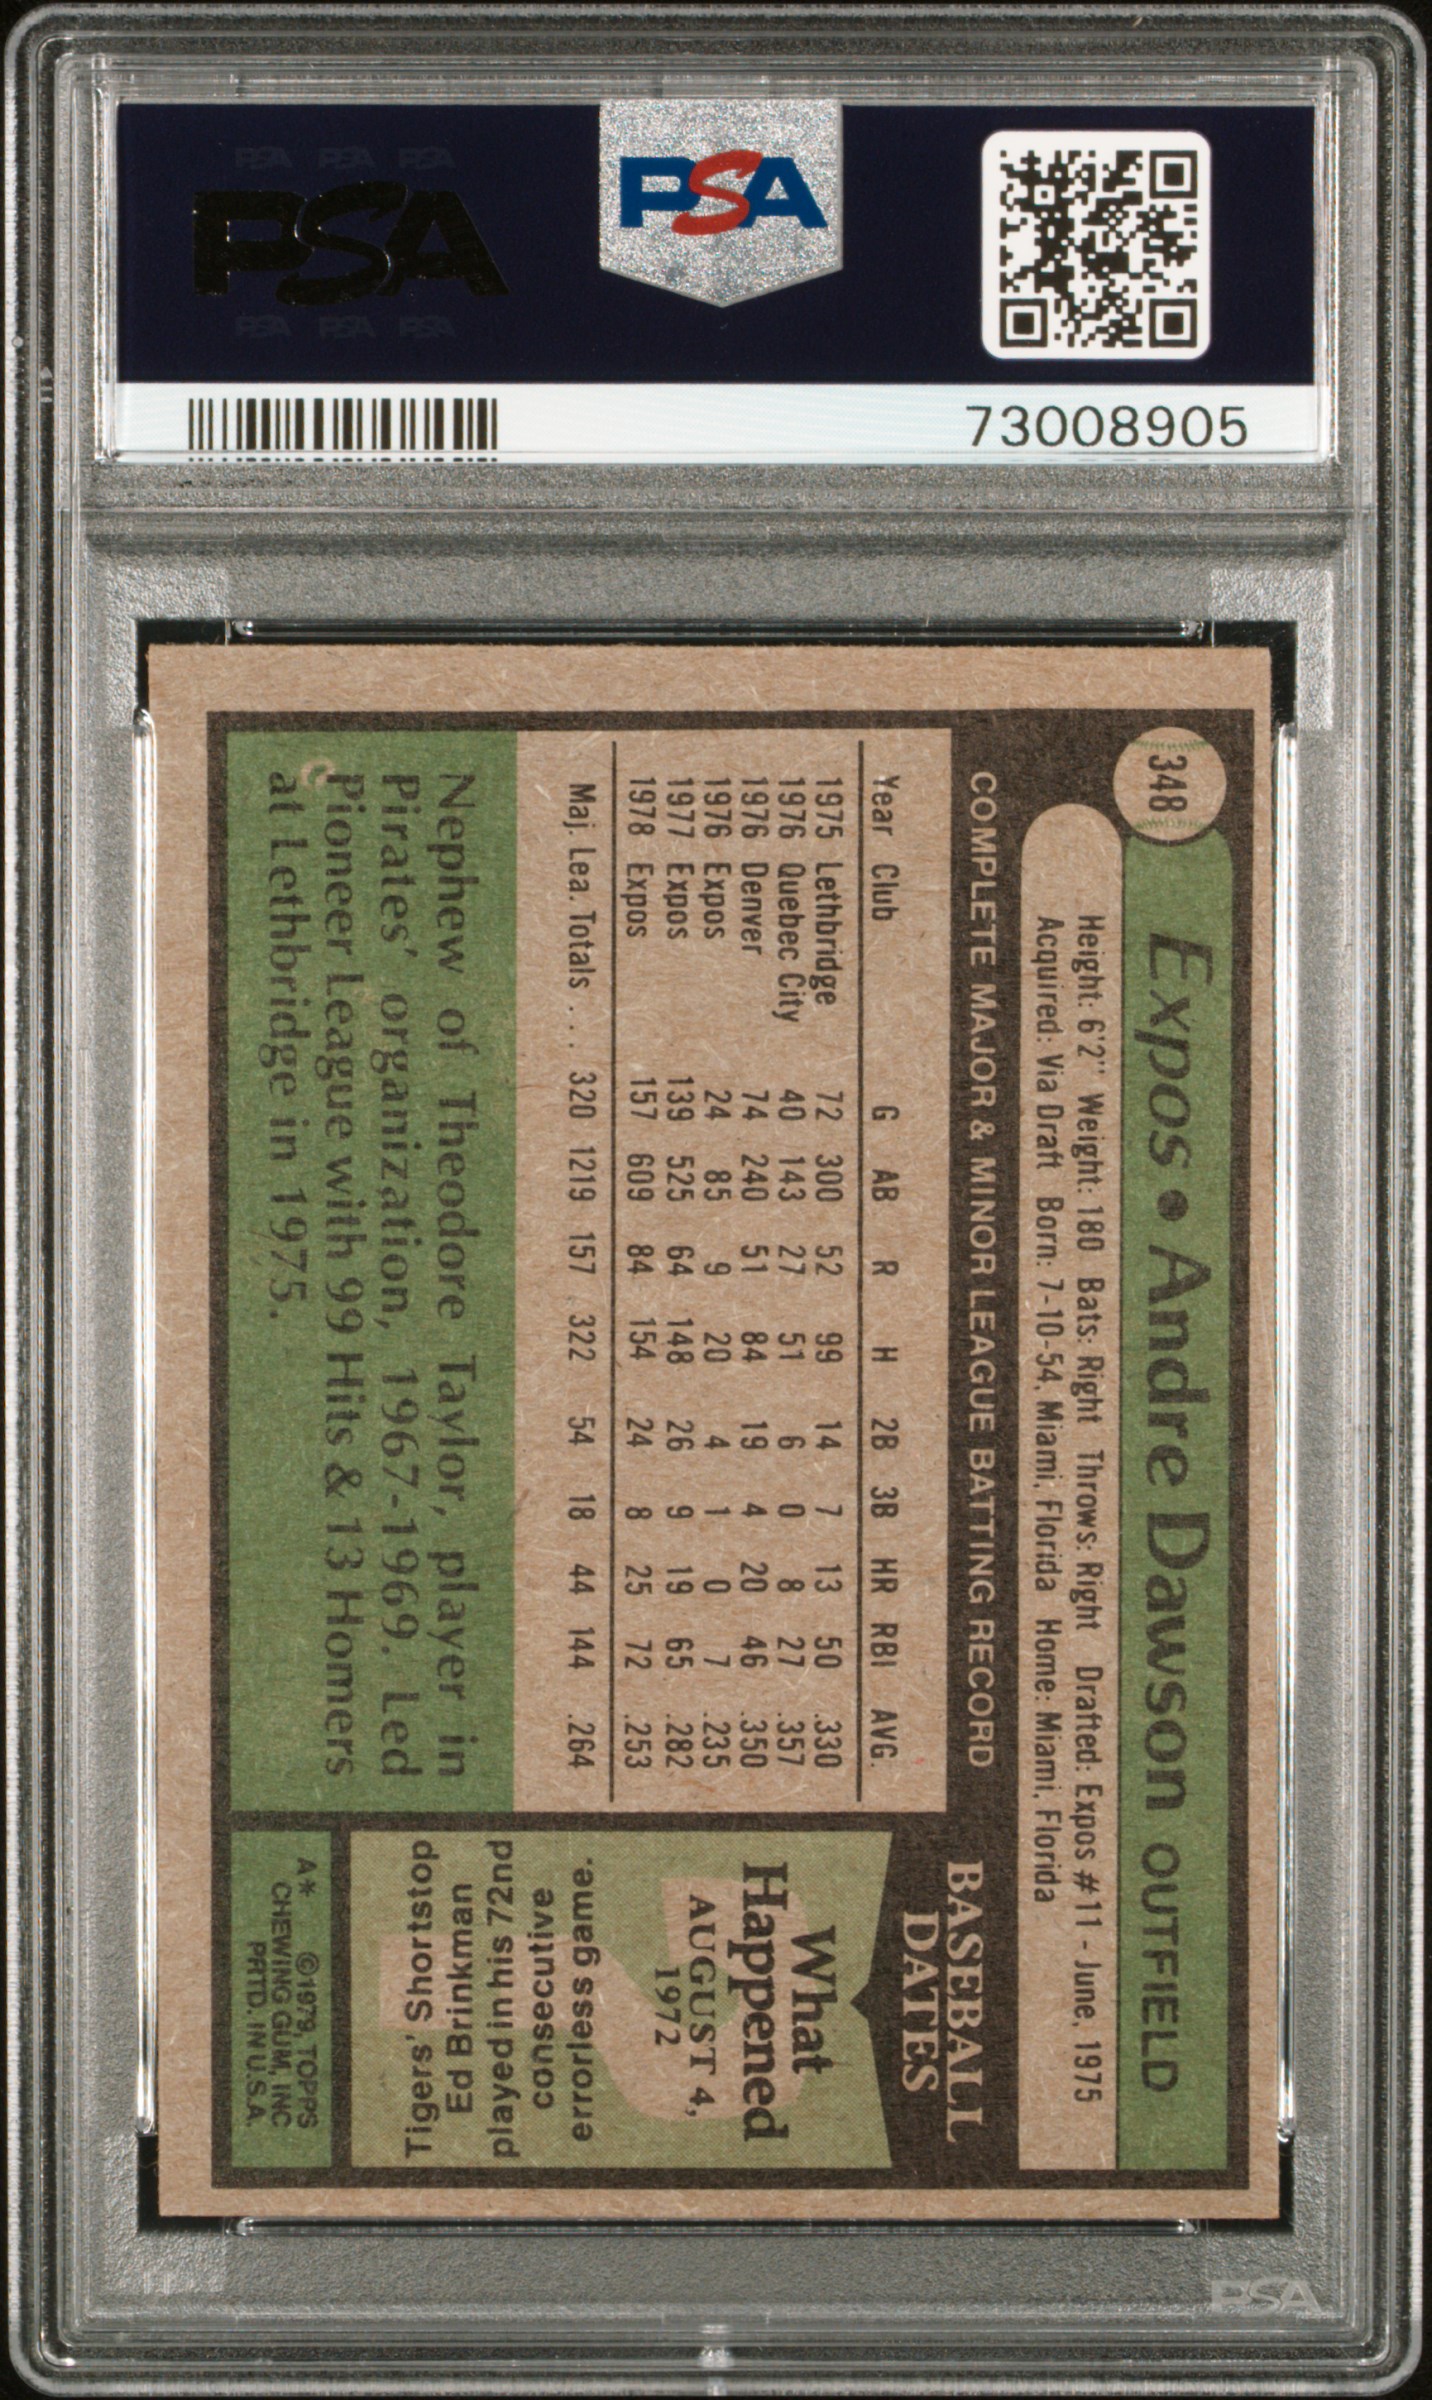 PSA PSA PSA
PSA
PSA PSA PSA
PSA
73008905
348
Expos • Andre Dawson OUTFIELD
Height: 6'2" Weight: 180 Bats: Right Throws: Right Drafted: Expos #11 - June, 1975
Acquired: Via Draft Born: 7-10-54, Miami, Florida Home: Miami, Florida
COMPLETE MAJOR & MINOR LEAGUE BATTING RECORD
Year Club G AB R H 2B 3B HR RBI AVG.
1975 Lethbridge 72 300 52 99 14 7 13 50 .330
1976 Quebec City 40 143 27 51 6 0 8 27 .357
1976 Denver 74 240 51 84 19 4 20 46 .350
1976 Expos 24 85 9 20 4 1 0 7 .235
1977 Expos 139 525 64 148 26 9 19 65 .282
1978 Expos 157 609 84 154 24 8 25 72 .253
Maj. Lea. Totals . . . 320 1219 157 322 54 18 44 144 .264
Nephew of Theodore Taylor, player in
Pirates' organization, 1967-1969. Led
Pioneer League with 99 Hits & 13 Homers
at Lethbridge in 1975.
BASEBALL
DATES
What
Happened
AUGUST 4,
1972
errorless game.
consecutive
played in his 72nd
Ed Brinkman
Tigers' Shortstop
A* ©1979, TOPPS
CHEWING GUM, INC
PRTD. IN U.S.A.
PSA